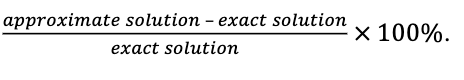 approximate solution – exact solution
exact solution
× 100%.